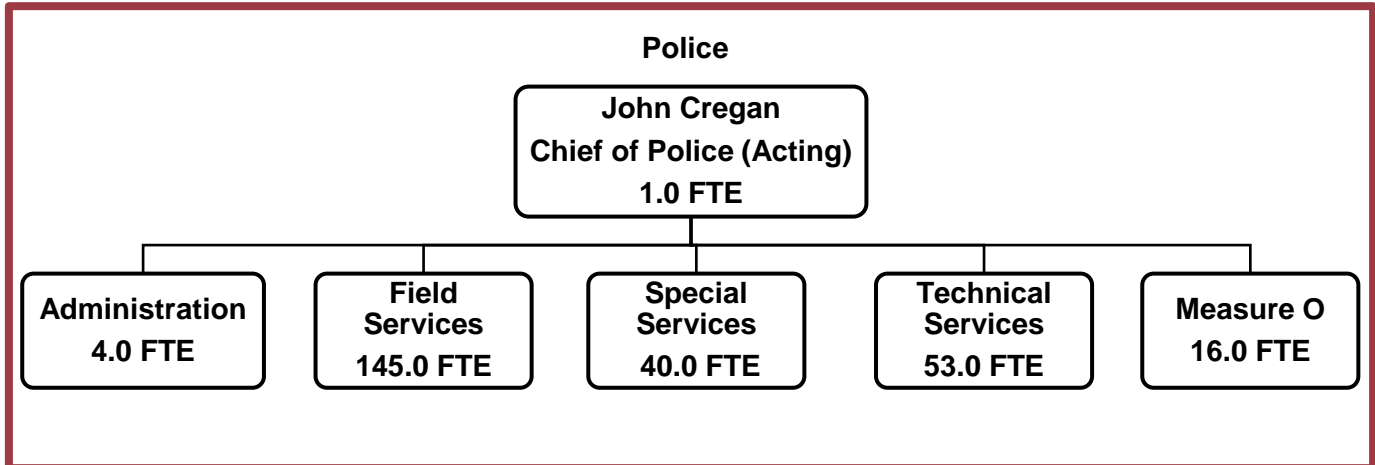 Police
John Cregan
Chief of Police (Acting)
1.0 FTE
Administration
4.0 FTE
Field
Services
145.0 FTE
Special
Services
40.0 FTE
Technical
Services
53.0 FTE
Measure O
16.0 FTE